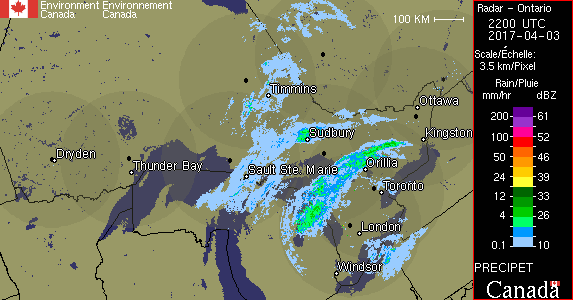 Environment Environnement
Canada Canada
100 KM
Timmins
Ottawa
Sudbury
Kingston
Dryden
Thunder Bay
Sault Ste. Marie
Orillia
Toronto
London
Windsor
Radar - Ontario
2200 UTC
2017-04-03
Scale/Échelle:
3.5 km/Pixel
Rain/Pluie
mm/hr dBZ
200 61
100 52
50 46
24 39
12 33
4 26
1 20
0.1 10
PRECIPET
Canada